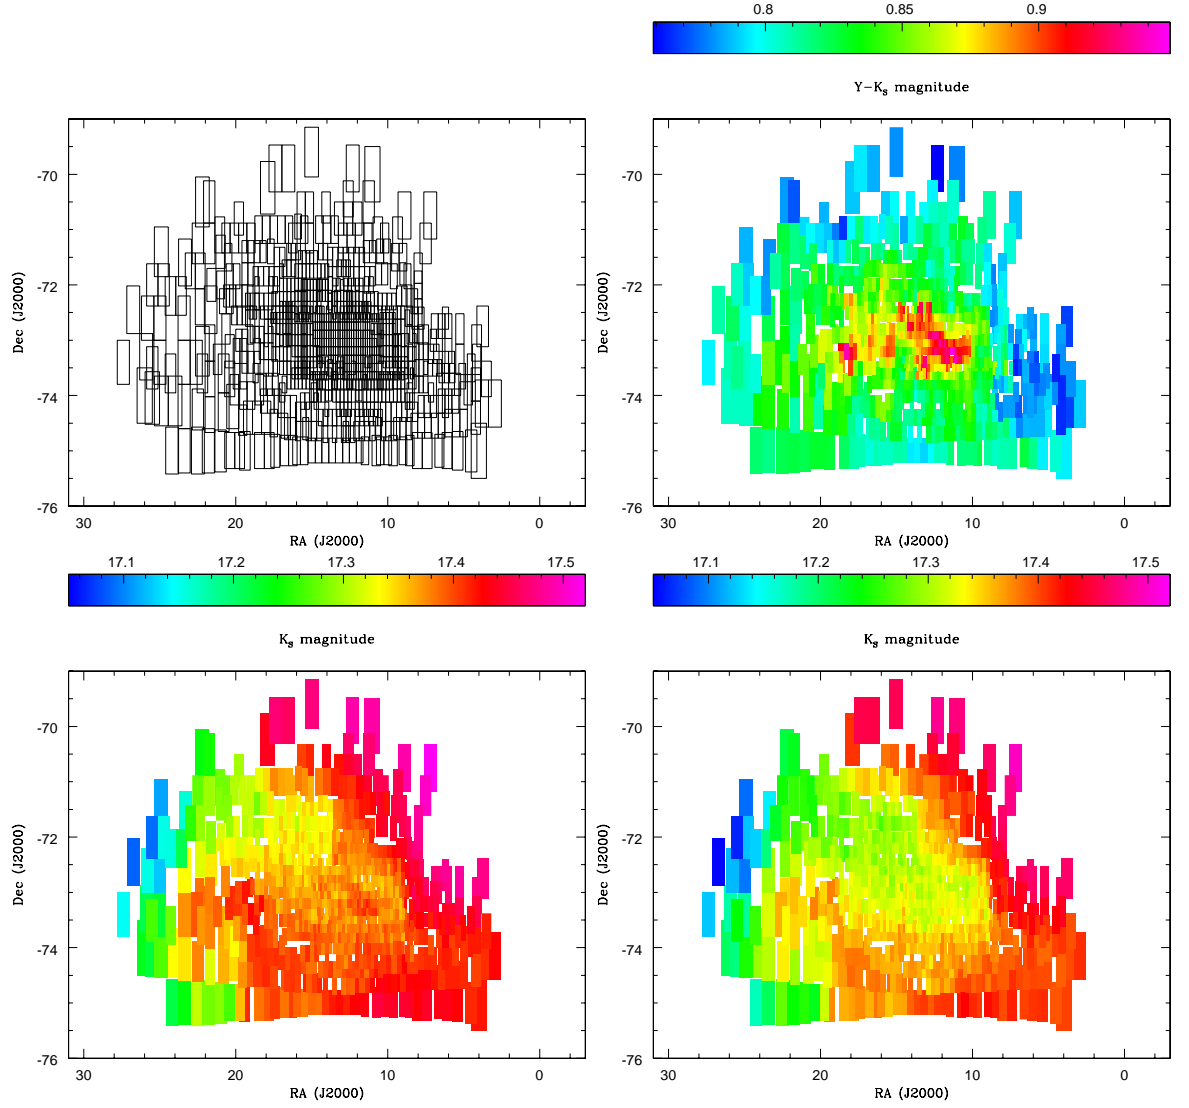 0.8 0.85 0.9
Y-Ks magnitude
-70
-72
-74
-76
30 20 10 0
Dec (J2000)
RA (J2000)
-70
-72
-74
-76
30 20 10 0
Dec (J2000)
RA (J2000)
17.1 17.2 17.3 17.4 17.5
Ks magnitude
17.1 17.2 17.3 17.4 17.5
Ks magnitude
-70
-72
-74
-76
30 20 10 0
Dec (J2000)
RA (J2000)
-70
-72
-74
-76
30 20 10 0
Dec (J2000)
RA (J2000)